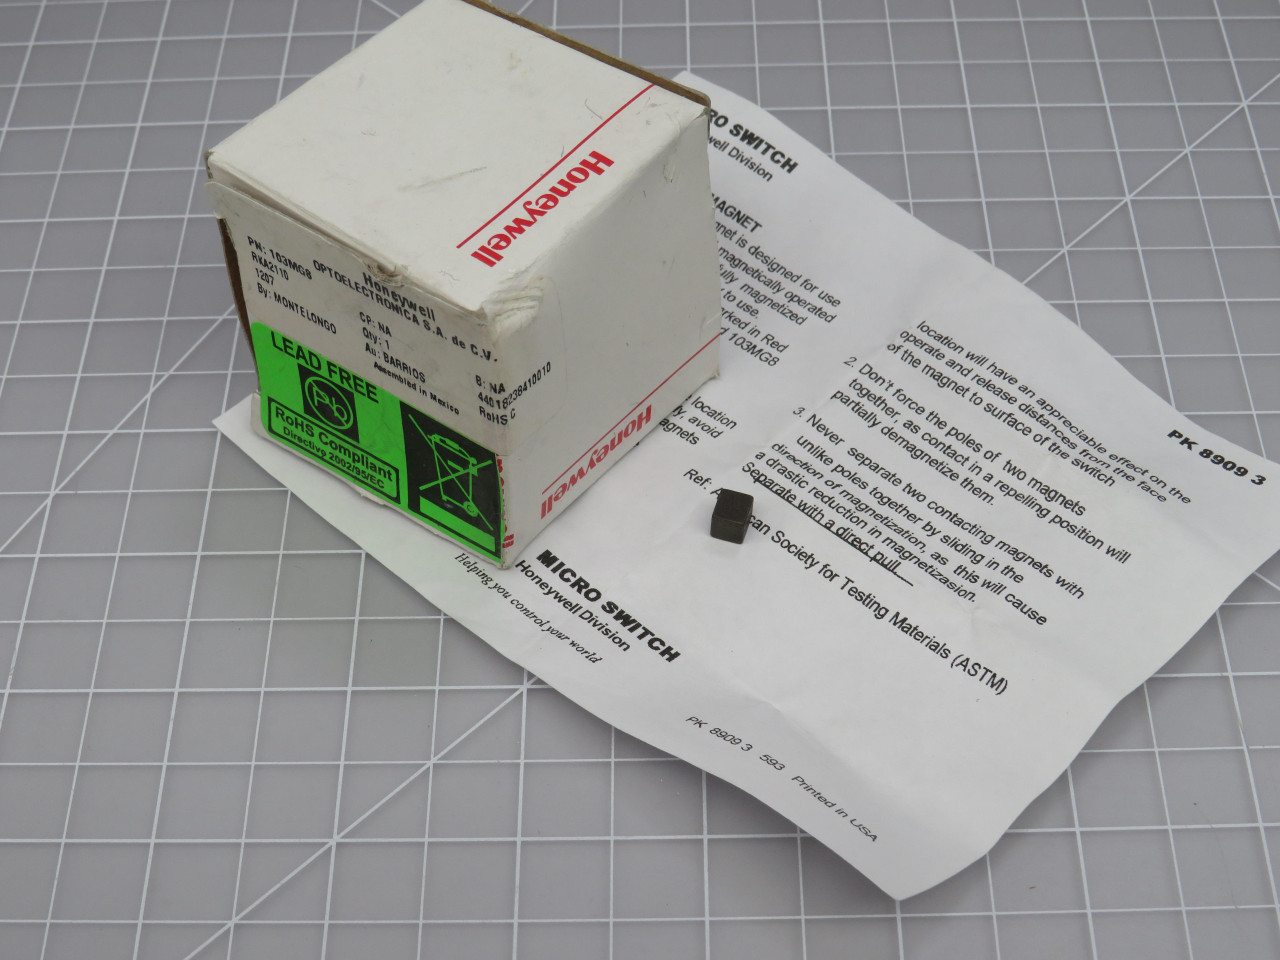 Honeywell
PN: 103MG8
RKA2110
1207
By: MONTELONGO
Honeywell
OPTOELECTRONICA S.A. de C.V.
CP: NA
Qty: 1
Au: BARRIOS
Assembled in Mexico
B: NA
44018238410010
RoHS C
LEAD FREE
Pb
RoHS Compliant
Directive 2002/95/EC
Honeywell
RO SWITCH
well Division
MAGNET
net is designed for use
magnetically operated
fully magnetized
to use.
rked in Red
d 103MG8
location
y, avoid
agnets
PK 8909 3
location will have an appreciable effect on the
operate and release distances from the face
of the magnet to surface of the switch
2. Don't force the poles of two magnets
together, as contact in a repelling position will
partially demagnetize them.
3. Never separate two contacting magnets with
unlike poles together by sliding in the
direction of magnetization, as this will cause
a drastic reduction in magnetizasion.
Separate with a direct pull.
Ref: A can Society for Testing Materials (ASTM)
MICRO SWITCH
Honeywell Division
Helping you control your world
PK 8909 3 593 Printed in USA